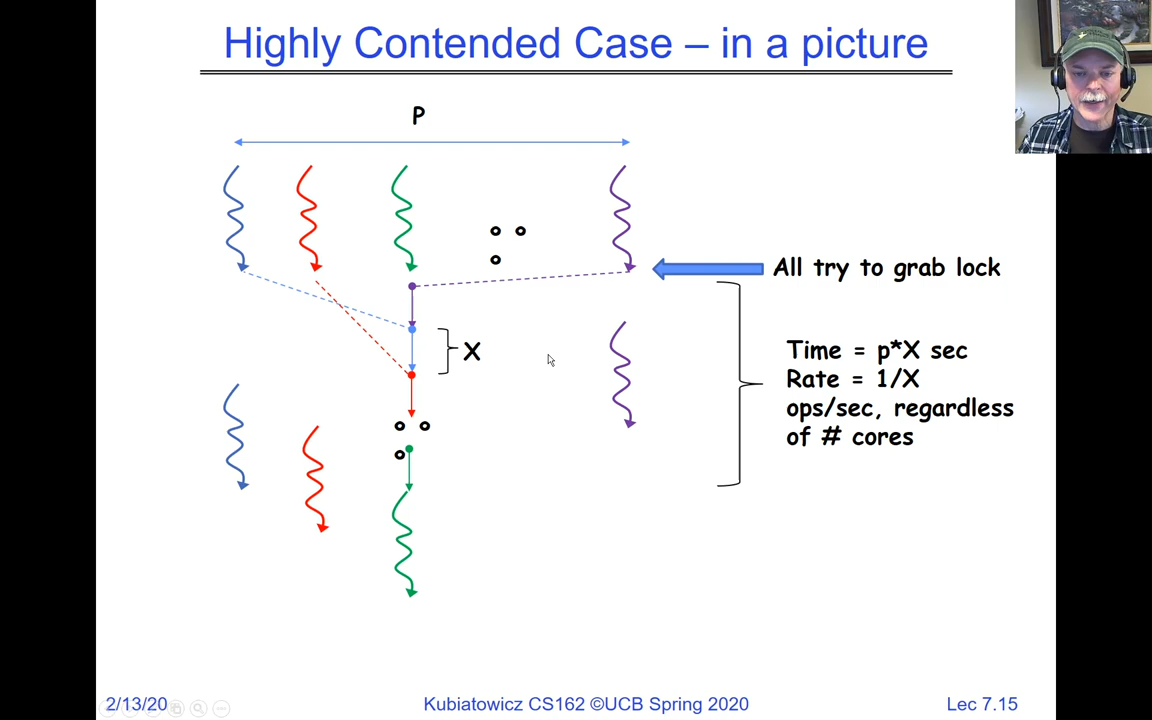 Highly Contended Case – in a picture
P
All try to grab lock
X
Time = p*X sec
Rate = 1/X
ops/sec, regardless
of # cores
2/13/20
Kubiatowicz CS162 ©UCB Spring 2020
Lec 7.15